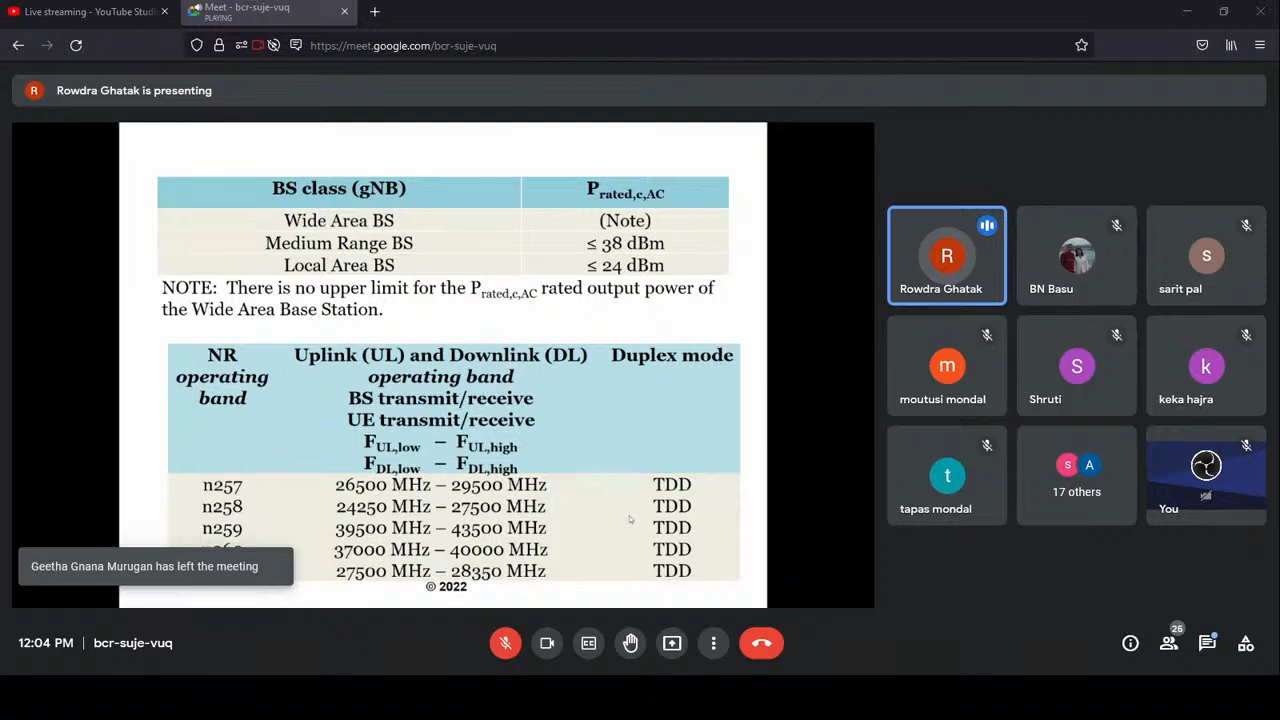 Live streaming - YouTube Stud
Meet - bcr-suje-vuq
PLAYING
https://meet.google.com/bcr-suje-vuq
R
Rowdra Ghatak is presenting
BS class (gNB) Prated,c,AC
Wide Area BS (Note)
Medium Range BS ≤ 38 dBm
Local Area BS ≤ 24 dBm
NOTE: There is no upper limit for the Prated,c,AC rated output power of
the Wide Area Base Station.
NR Uplink (UL) and Downlink (DL) Duplex mode
operating operating band
band BS transmit/receive
UE transmit/receive
FUL,low – FUL,high
FDL,low – FDL,high
n257 26500 MHz – 29500 MHz TDD
n258 24250 MHz – 27500 MHz TDD
n259 39500 MHz – 43500 MHz TDD
37000 MHz – 40000 MHz TDD
27500 MHz – 28350 MHz TDD
© 2022
Geetha Gnana Murugan has left the meeting
R
Rowdra Ghatak
BN Basu
s
sarit pal
m
moutusi mondal
S
Shruti
k
keka hajra
t
tapas mondal
s A
17 others
You
12:04 PM bcr-suje-vuq
CC
25